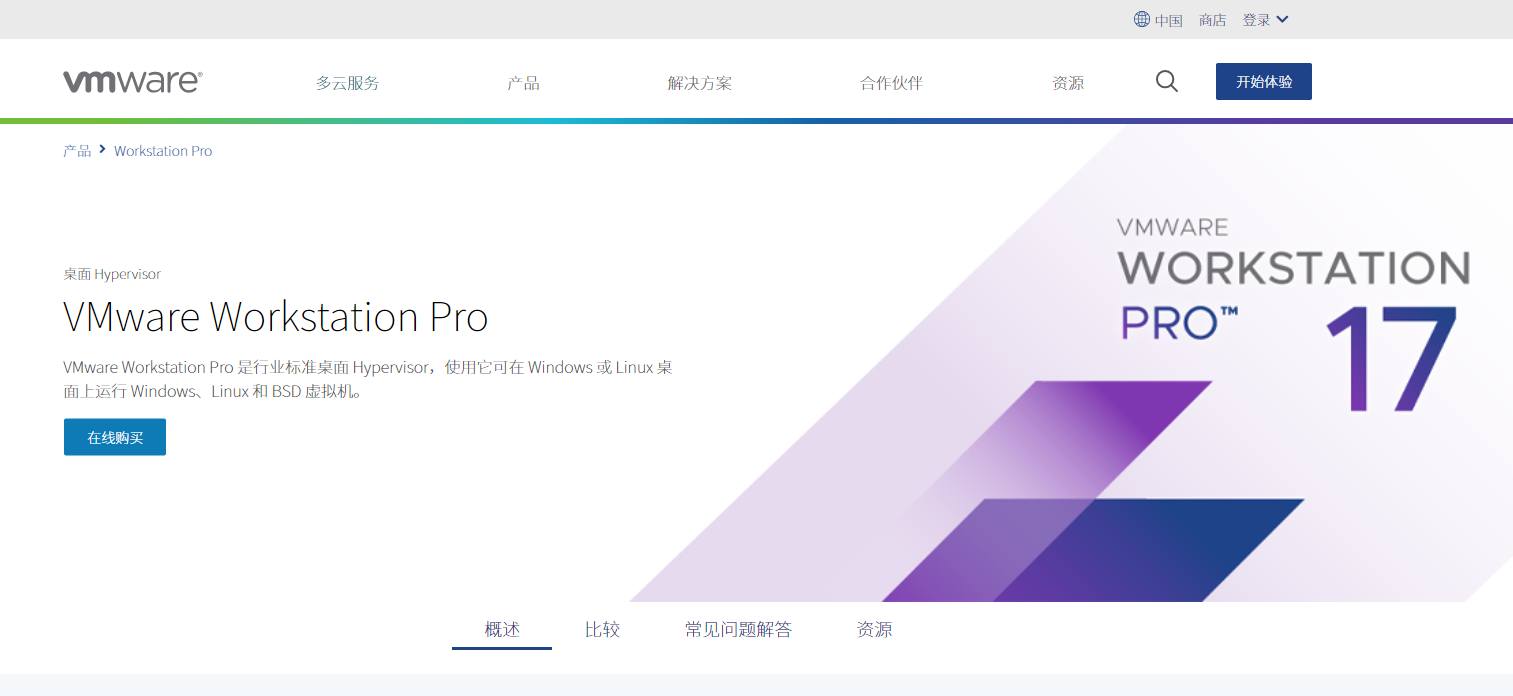 中国 商店 登录
vmware® 多云服务 产品 解决方案 合作伙伴 资源 开始体验
产品 Workstation Pro
VMWARE
WORKSTATION
PRO™ 17
桌面 Hypervisor
VMware Workstation Pro
VMware Workstation Pro 是行业标准桌面 Hypervisor，使用它可在 Windows 或 Linux 桌
面上运行 Windows、Linux 和 BSD 虚拟机。
在线购买
概述 比较 常见问题解答 资源